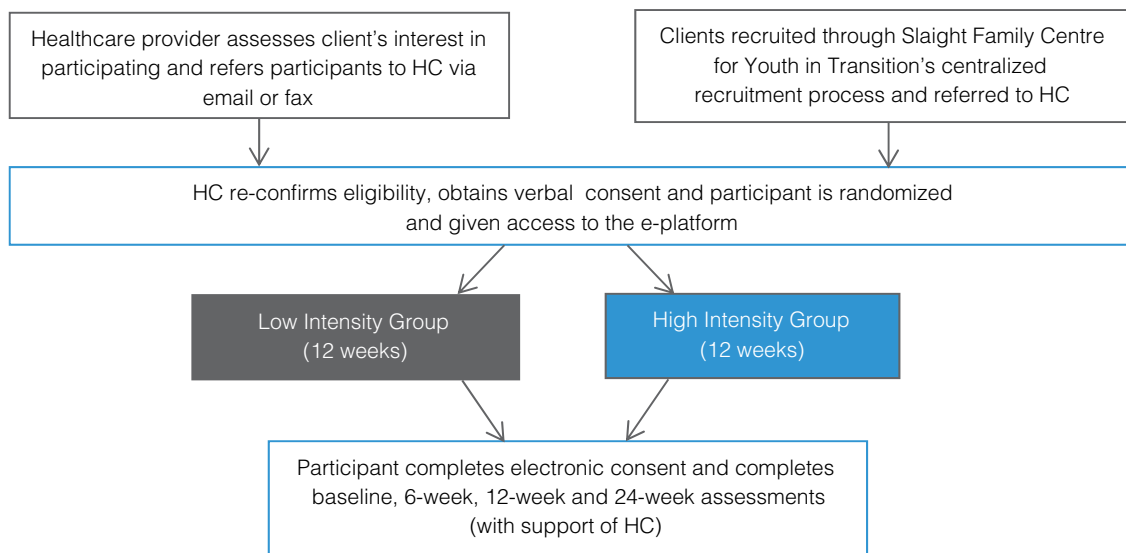 Healthcare provider assesses client's interest in
participating and refers participants to HC via
email or fax
Clients recruited through Slaight Family Centre
for Youth in Transition's centralized
recruitment process and referred to HC
HC re-confirms eligibility, obtains verbal consent and participant is randomized
and given access to the e-platform
Low Intensity Group
(12 weeks)
High Intensity Group
(12 weeks)
Participant completes electronic consent and completes
baseline, 6-week, 12-week and 24-week assessments
(with support of HC)